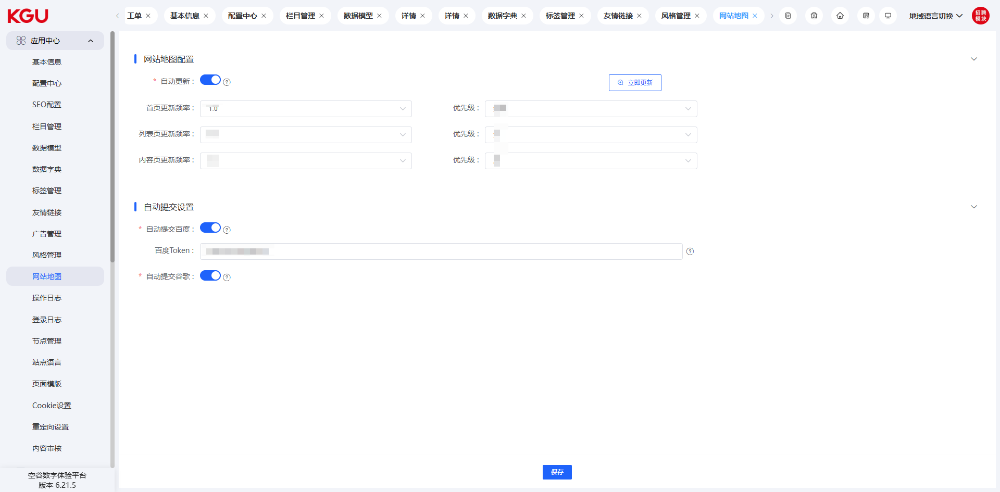 KGU
工单
基本信息
配置中心
栏目管理
数据模型
详情
详情
数据字典
标签管理
友情链接
风格管理
网站地图
地域语言切换
招聘
模块
应用中心
基本信息
配置中心
SEO配置
栏目管理
数据模型
数据字典
标签管理
友情链接
广告管理
风格管理
网站地图
操作日志
登录日志
节点管理
站点语言
页面模版
Cookie设置
重定向设置
内容审核
空谷数字体验平台
版本 6.21.5
网站地图配置
* 自动更新：
立即更新
首页更新频率：
1.0
优先级：
列表页更新频率：
优先级：
内容页更新频率：
优先级：
自动提交设置
* 自动提交百度：
百度Token：
* 自动提交谷歌：
保存